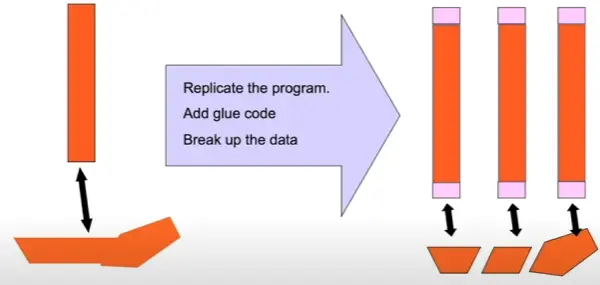 Replicate the program.
Add glue code
Break up the data